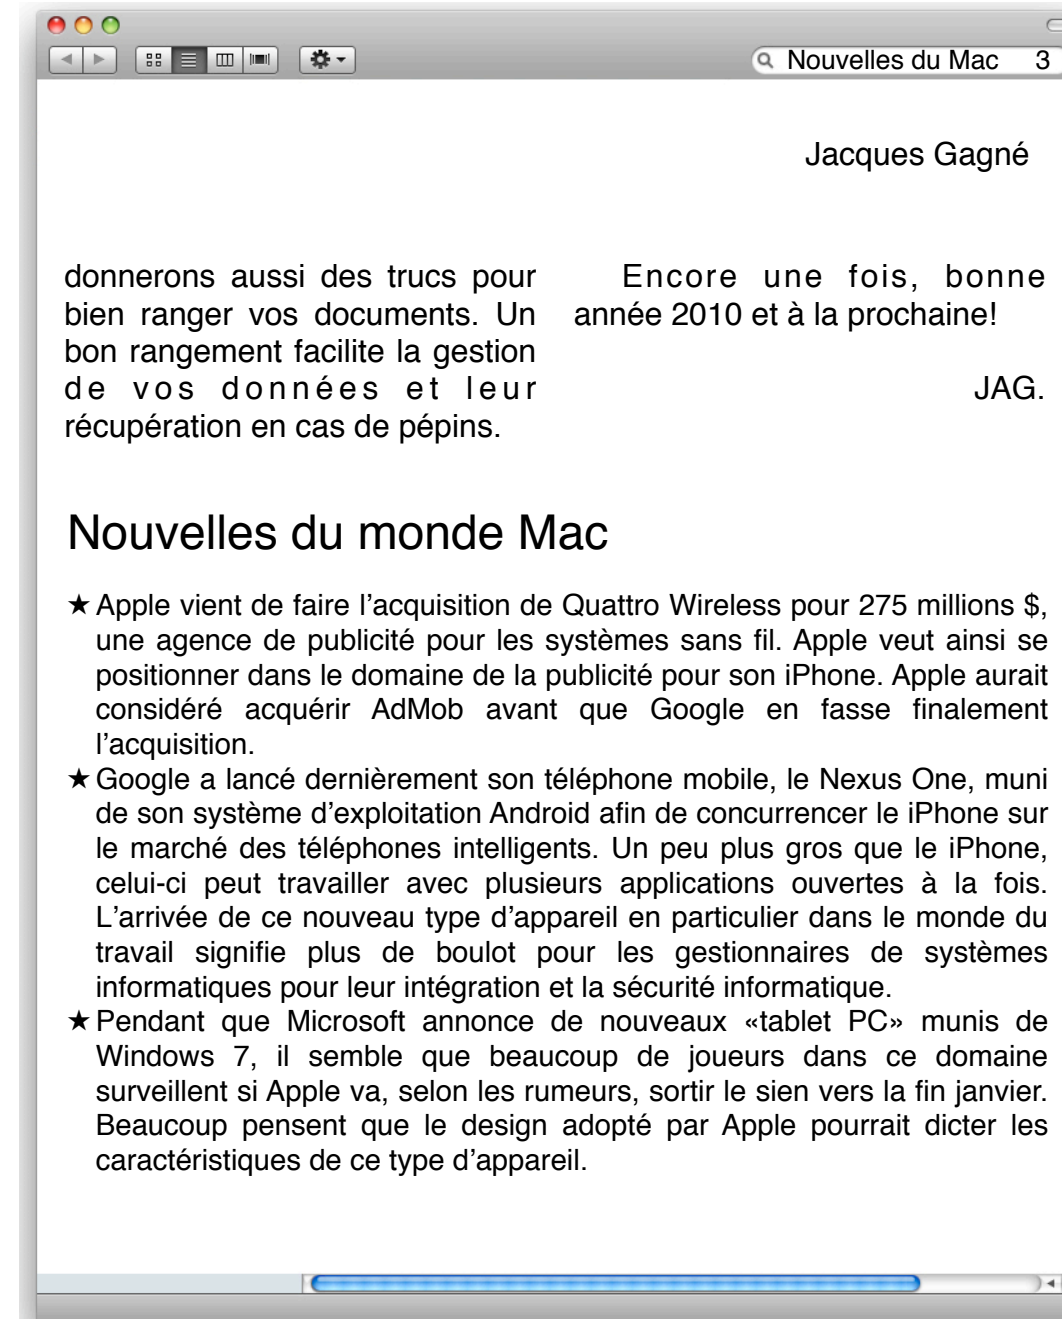 Nouvelles du Mac 3
Jacques Gagné
donnerons aussi des trucs pour
bien ranger vos documents. Un
bon rangement facilite la gestion
de vos données et leur
récupération en cas de pépins.
Encore une fois, bonne
année 2010 et à la prochaine!
JAG.
Nouvelles du monde Mac
★ Apple vient de faire l’acquisition de Quattro Wireless pour 275 millions $,
une agence de publicité pour les systèmes sans fil. Apple veut ainsi se
positionner dans le domaine de la publicité pour son iPhone. Apple aurait
considéré acquérir AdMob avant que Google en fasse finalement
l’acquisition.
★ Google a lancé dernièrement son téléphone mobile, le Nexus One, muni
de son système d’exploitation Android afin de concurrencer le iPhone sur
le marché des téléphones intelligents. Un peu plus gros que le iPhone,
celui-ci peut travailler avec plusieurs applications ouvertes à la fois.
L’arrivée de ce nouveau type d’appareil en particulier dans le monde du
travail signifie plus de boulot pour les gestionnaires de systèmes
informatiques pour leur intégration et la sécurité informatique.
★ Pendant que Microsoft annonce de nouveaux «tablet PC» munis de
Windows 7, il semble que beaucoup de joueurs dans ce domaine
surveillent si Apple va, selon les rumeurs, sortir le sien vers la fin janvier.
Beaucoup pensent que le design adopté par Apple pourrait dicter les
caractéristiques de ce type d’appareil.